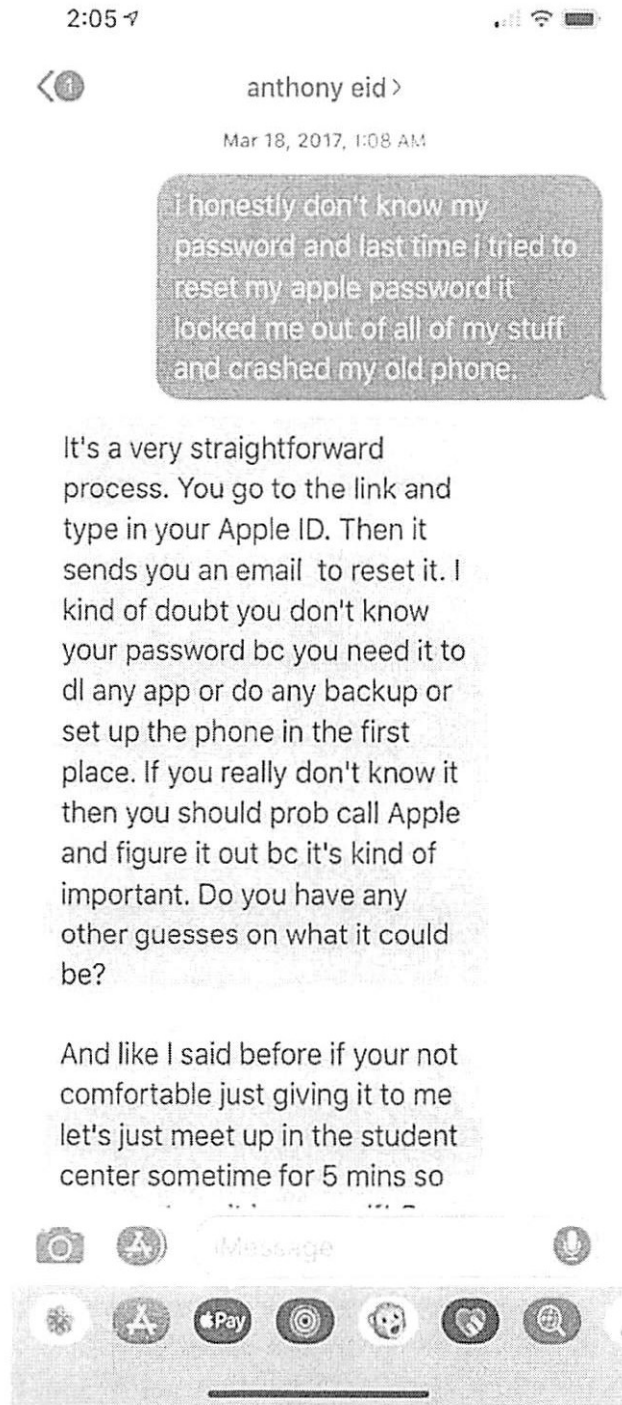 2:05
1
anthony eid >
Mar 18, 2017, 1:08 AM
i honestly don't know my
password and last time i tried to
reset my apple password it
locked me out of all of my stuff
and crashed my old phone.
It's a very straightforward
process. You go to the link and
type in your Apple ID. Then it
sends you an email  to reset it. I
kind of doubt you don't know
your password bc you need it to
dl any app or do any backup or
set up the phone in the first
place. If you really don't know it
then you should prob call Apple
and figure it out bc it's kind of
important. Do you have any
other guesses on what it could
be?
And like I said before if your not
comfortable just giving it to me
let's just meet up in the student
center sometime for 5 mins so
iMessage
Pay